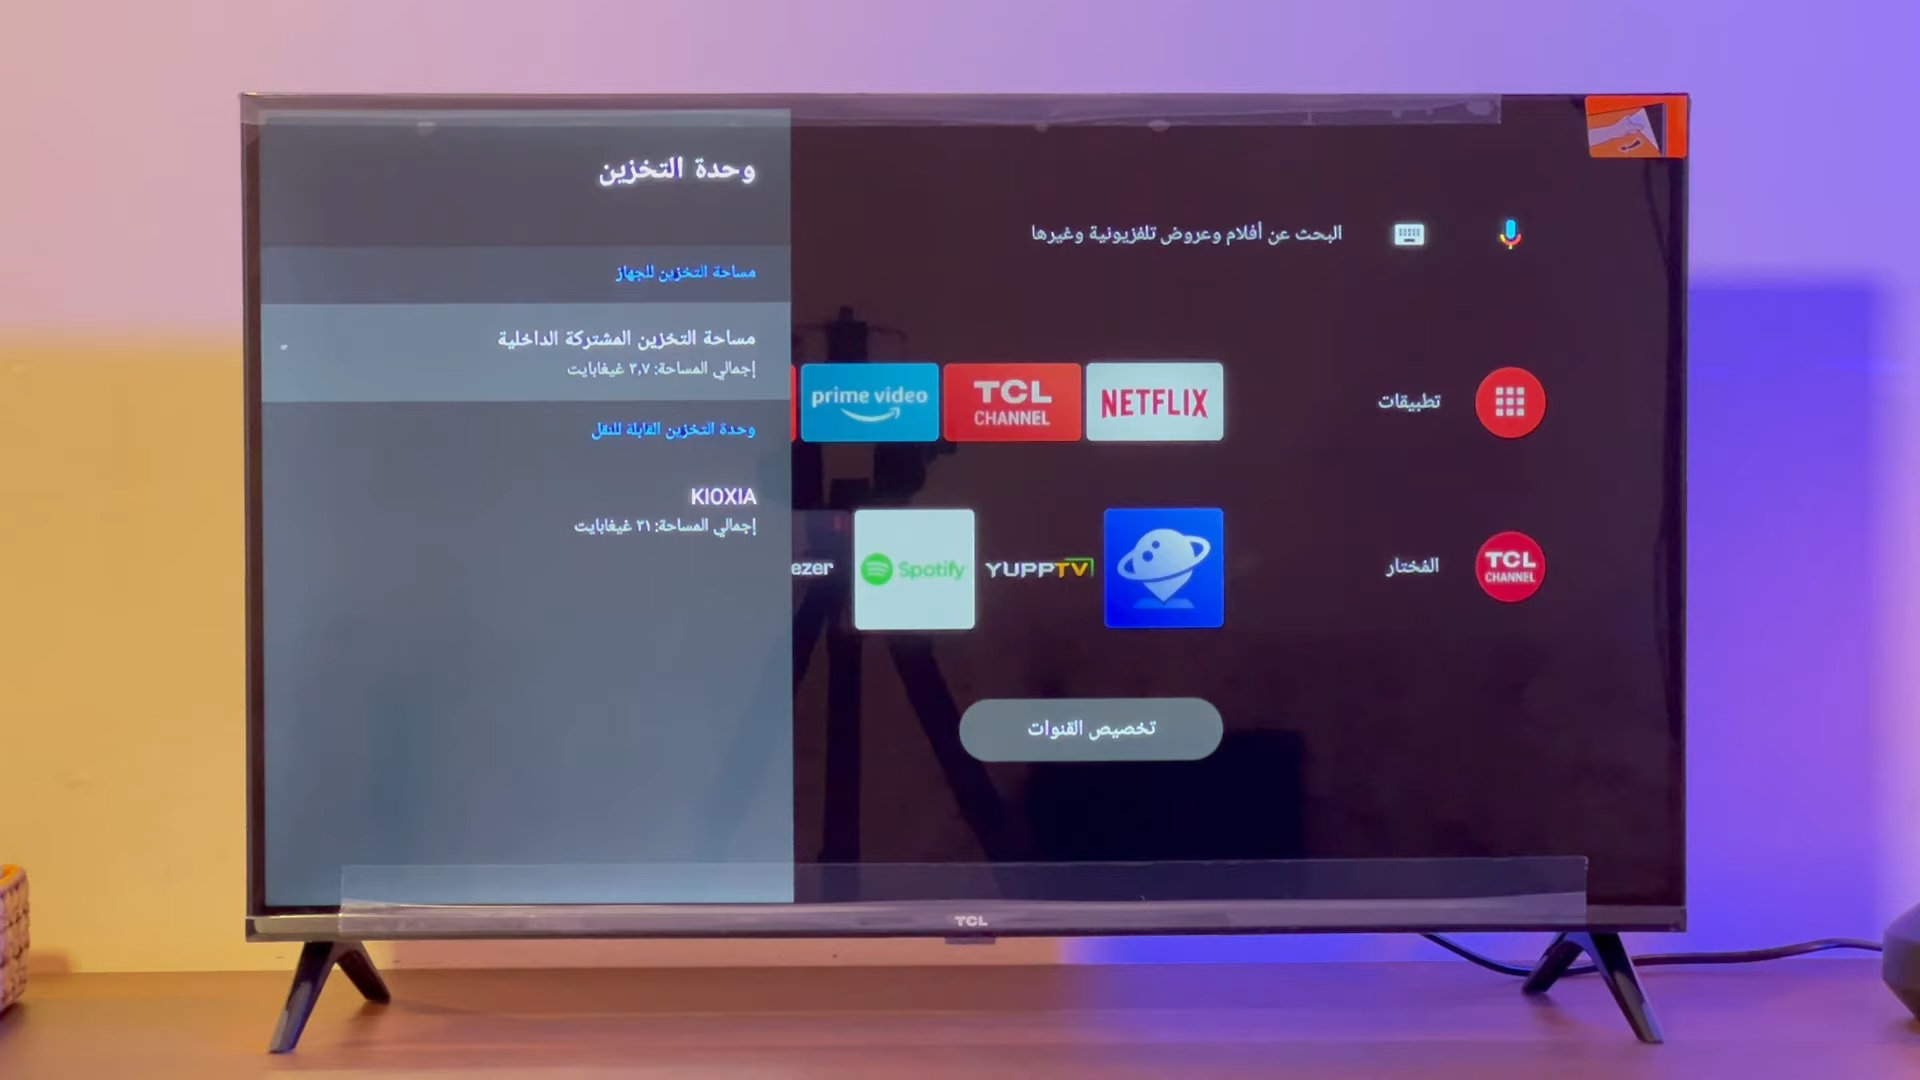 وحدة التخزين
مساحة التخزين للجهاز
مساحة التخزين المشتركة الداخلية
إجمالي المساحة: ٣,٧ غيغابايت
وحدة التخزين القابلة للنقل
KIOXIA
إجمالي المساحة: ٣١ غيغابايت
البحث عن أفلام وعروض تلفزيونية وغيرها
تطبيقات
NETFLIX
TCL
CHANNEL
prime video
TCL
CHANNEL
المُختار
YUPPTV
Spotify
ezer
تخصيص القنوات
TCL